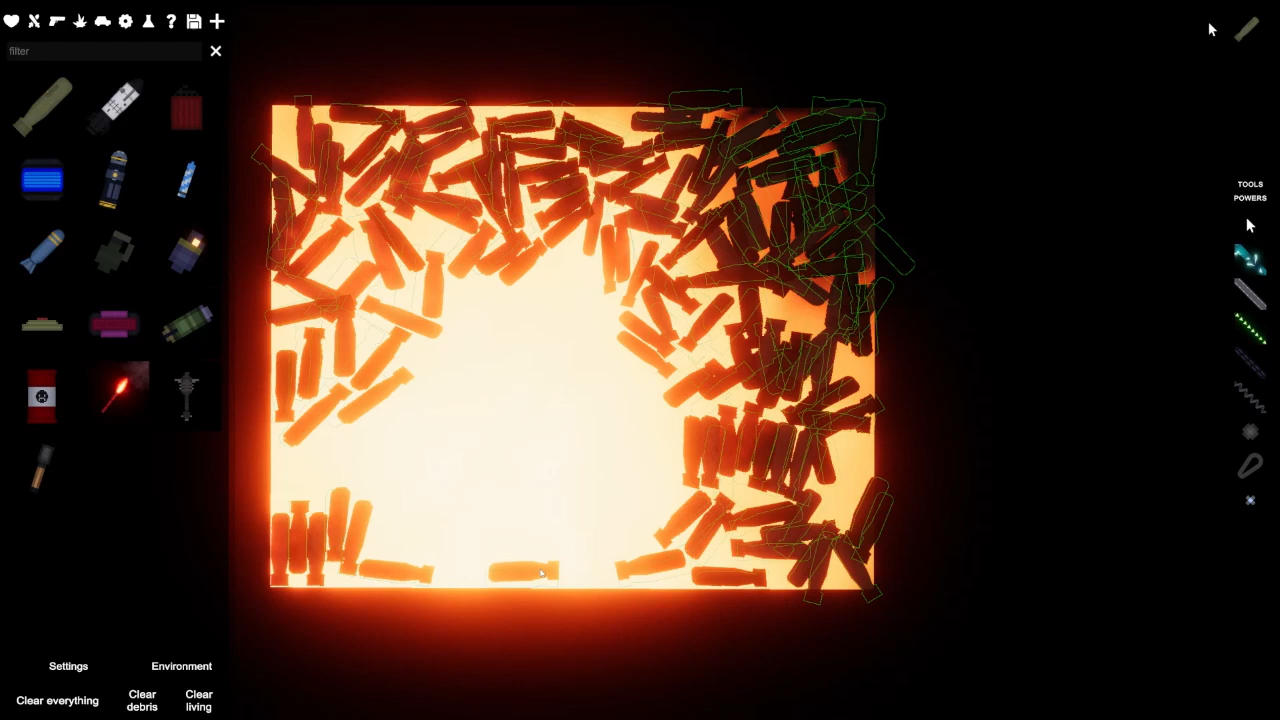 filter
TOOLS
POWERS
Settings
Environment
Clear everything
Clear
debris
Clear
living